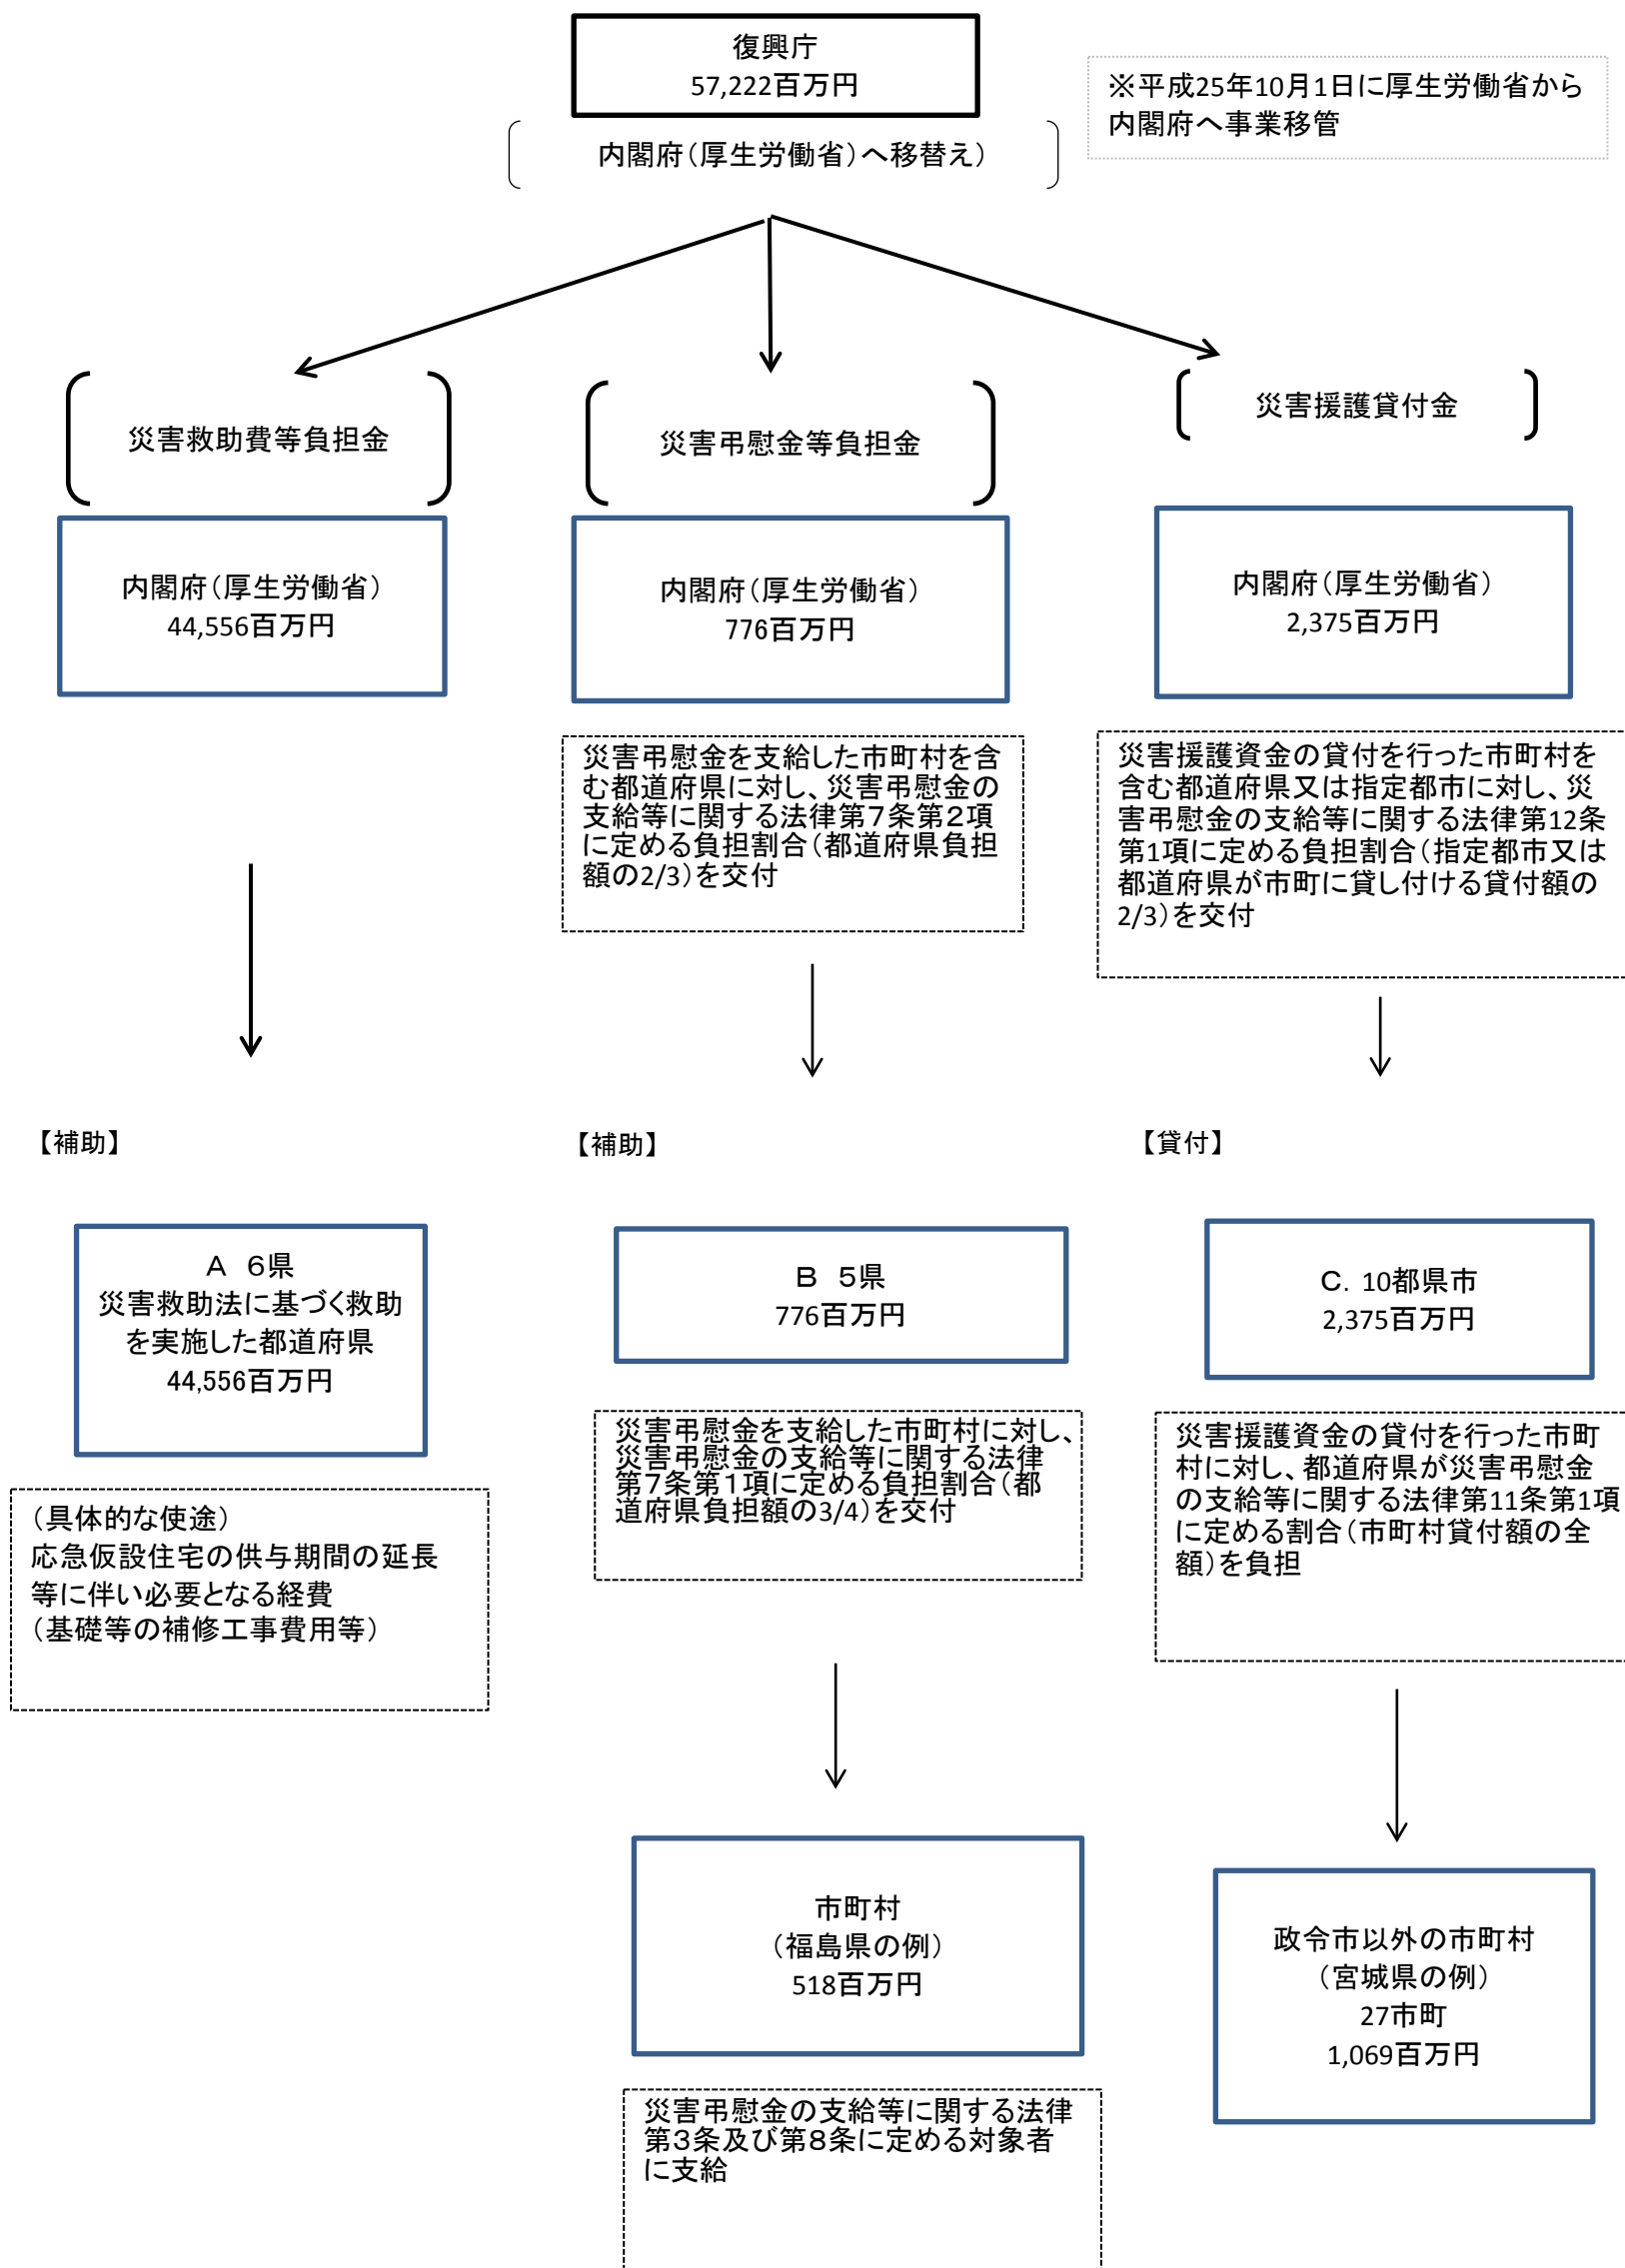 復興庁
57,222百万円
※平成25年10月1日に厚生労働省から
内閣府へ事業移管
内閣府(厚生労働省)へ移替え)
災害救助費等負担金
災害弔慰金等負担金
災害援護貸付金
内閣府(厚生労働省)
44,556百万円
内閣府(厚生労働省)
776百万円
内閣府(厚生労働省)
2,375百万円
災害弔慰金を支給した市町村を含
む都道府県に対し、災害弔慰金の
支給等に関する法律第7条第2項
に定める負担割合(都道府県負担
額の2/3)を交付
災害援護資金の貸付を行った市町村を
含む都道府県又は指定都市に対し、災
害弔慰金の支給等に関する法律第12条
第1項に定める負担割合(指定都市又は
都道府県が市町に貸し付ける貸付額の
2/3)を交付
【補助】
【補助】
【貸付】
A 6県
災害救助法に基づく救助
を実施した都道府県
44,556百万円
B 5県
776百万円
C. 10都県市
2,375百万円
(具体的な使途)
応急仮設住宅の供与期間の延長
等に伴い必要となる経費
(基礎等の補修工事費用等)
災害弔慰金を支給した市町村に対し、
災害弔慰金の支給等に関する法律
第7条第1項に定める負担割合(都
道府県負担額の3/4)を交付
災害援護資金の貸付を行った市町
村に対し、都道府県が災害弔慰金
の支給等に関する法律第11条第1項
に定める割合(市町村貸付額の全
額)を負担
市町村
(福島県の例)
518百万円
政令市以外の市町村
(宮城県の例)
27市町
1,069百万円
災害弔慰金の支給等に関する法律
第3条及び第8条に定める対象者
に支給